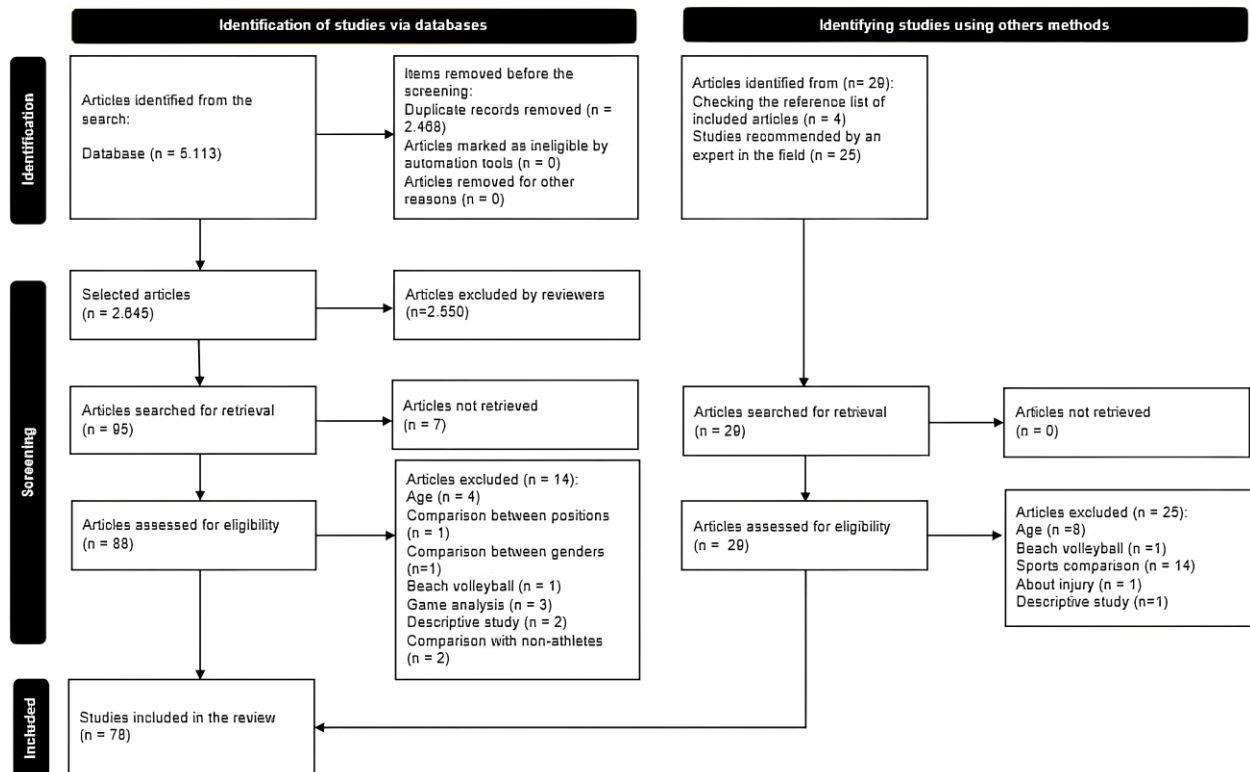 Identification of studies via databases
Identifying studies using others methods
Identification
Articles identified from the
search:
Database (n = 5.113)
Items removed before the
screening:
Duplicate records removed (n =
2.468)
Articles marked as ineligible by
automation tools (n = 0)
Articles removed for other
reasons (n = 0)
Articles identified from (n= 29):
Checking the reference list of
included articles (n = 4)
Studies recommended by an
expert in the field (n = 25)
Screening
Selected articles
(n = 2.645)
Articles excluded by reviewers
(n=2.550)
Articles searched for retrieval
(n = 95)
Articles not retrieved
(n = 7)
Articles searched for retrieval
(n = 29)
Articles not retrieved
(n = 0)
Articles assessed for eligibility
(n = 88)
Articles excluded (n = 14):
Age (n = 4)
Comparison between positions
(n = 1)
Comparison between genders
(n=1)
Beach volleyball (n = 1)
Game analysis (n = 3)
Descriptive study (n = 2)
Comparison with non-athletes
(n = 2)
Articles assessed for eligibility
(n =  29)
Articles excluded (n = 25):
Age (n =8)
Beach volleyball (n =1)
Sports comparison (n = 14)
About injury (n = 1)
Descriptive study (n=1)
Included
Studies included in the review
(n = 78)